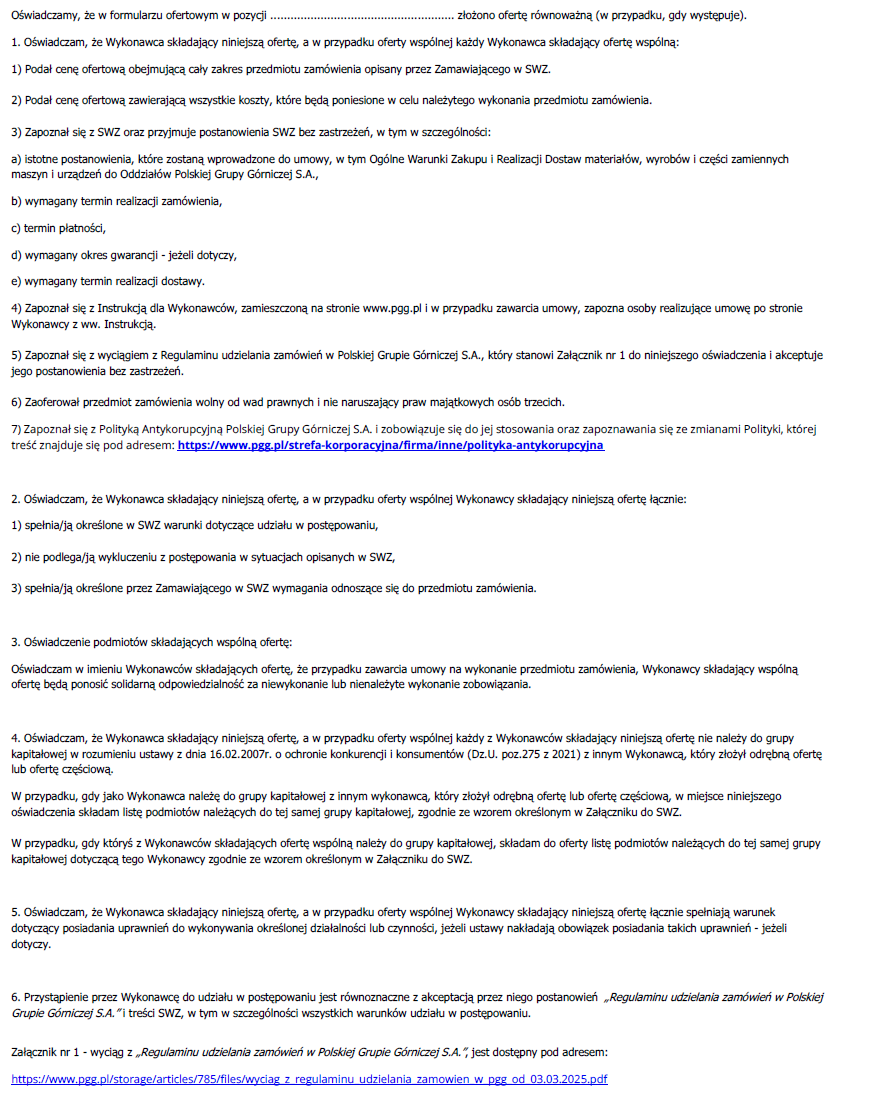 Oświadczamy, że w formularzu ofertowym w pozycji ....................................................... złożono ofertę równoważną (w przypadku, gdy występuje).
1. Oświadczam, że Wykonawca składający niniejszą ofertę, a w przypadku oferty wspólnej każdy Wykonawca składający ofertę wspólną:
1) Podał cenę ofertową obejmującą cały zakres przedmiotu zamówienia opisany przez Zamawiającego w SWZ.
2) Podał cenę ofertową zawierającą wszystkie koszty, które będą poniesione w celu należytego wykonania przedmiotu zamówienia.
3) Zapoznał się z SWZ oraz przyjmuje postanowienia SWZ bez zastrzeżeń, w tym w szczególności:
a) istotne postanowienia, które zostaną wprowadzone do umowy, w tym Ogólne Warunki Zakupu i Realizacji Dostaw materiałów, wyrobów i części zamiennych
maszyn i urządzeń do Oddziałów Polskiej Grupy Górniczej S.A.,
b) wymagany termin realizacji zamówienia,
c) termin płatności,
d) wymagany okres gwarancji - jeżeli dotyczy,
e) wymagany termin realizacji dostawy.
4) Zapoznał się z Instrukcją dla Wykonawców, zamieszczoną na stronie www.pgg.pl i w przypadku zawarcia umowy, zapozna osoby realizujące umowę po stronie
Wykonawcy z ww. Instrukcją.
5) Zapoznał się z wyciągiem z Regulaminu udzielania zamówień w Polskiej Grupie Górniczej S.A., który stanowi Załącznik nr 1 do niniejszego oświadczenia i akceptuje
jego postanowienia bez zastrzeżeń.
6) Zaoferował przedmiot zamówienia wolny od wad prawnych i nie naruszający praw majątkowych osób trzecich.
7) Zapoznał się z Polityką Antykorupcyjną Polskiej Grupy Górniczej S.A. i zobowiązuje się do jej stosowania oraz zapoznawania się ze zmianami Polityki, której
treść znajduje się pod adresem: https://www.pgg.pl/strefa-korporacyjna/firma/inne/polityka-antykorupcyjna
2. Oświadczam, że Wykonawca składający niniejszą ofertę, a w przypadku oferty wspólnej Wykonawcy składający niniejszą ofertę łącznie:
1) spełnia/ją określone w SWZ warunki dotyczące udziału w postępowaniu,
2) nie podlega/ją wykluczeniu z postępowania w sytuacjach opisanych w SWZ,
3) spełnia/ją określone przez Zamawiającego w SWZ wymagania odnoszące się do przedmiotu zamówienia.
3. Oświadczenie podmiotów składających wspólną ofertę:
Oświadczam w imieniu Wykonawców składających ofertę, że przypadku zawarcia umowy na wykonanie przedmiotu zamówienia, Wykonawcy składający wspólną
ofertę będą ponosić solidarną odpowiedzialność za niewykonanie lub nienależyte wykonanie zobowiązania.
4. Oświadczam, że Wykonawca składający niniejszą ofertę, a w przypadku oferty wspólnej każdy z Wykonawców składający niniejszą ofertę nie należy do grupy
kapitałowej w rozumieniu ustawy z dnia 16.02.2007r. o ochronie konkurencji i konsumentów (Dz.U. poz.275 z 2021) z innym Wykonawcą, który złożył odrębną ofertę
lub ofertę częściową.
W przypadku, gdy jako Wykonawca należę do grupy kapitałowej z innym wykonawcą, który złożył odrębną ofertę lub ofertę częściową, w miejsce niniejszego
oświadczenia składam listę podmiotów należących do tej samej grupy kapitałowej, zgodnie ze wzorem określonym w Załączniku do SWZ.
W przypadku, gdy któryś z Wykonawców składających ofertę wspólną należy do grupy kapitałowej, składam do oferty listę podmiotów należących do tej samej grupy
kapitałowej dotyczącą tego Wykonawcy zgodnie ze wzorem określonym w Załączniku do SWZ.
5. Oświadczam, że Wykonawca składający niniejszą ofertę, a w przypadku oferty wspólnej Wykonawcy składający niniejszą ofertę łącznie spełniają warunek
dotyczący posiadania uprawnień do wykonywania określonej działalności lub czynności, jeżeli ustawy nakładają obowiązek posiadania takich uprawnień - jeżeli
dotyczy.
6. Przystąpienie przez Wykonawcę do udziału w postępowaniu jest równoznaczne z akceptacją przez niego postanowień „Regulaminu udzielania zamówień w Polskiej
Grupie Górniczej S.A." i treści SWZ, w tym w szczególności wszystkich warunków udziału w postępowaniu.
Załącznik nr 1 - wyciąg z „Regulaminu udzielania zamówień w Polskiej Grupie Górniczej S.A.", jest dostępny pod adresem:
https://www.pgg.pl/storage/articles/785/files/wyciag_z_regulaminu_udzielania_zamowien_w_pgg_od_03.03.2025.pdf